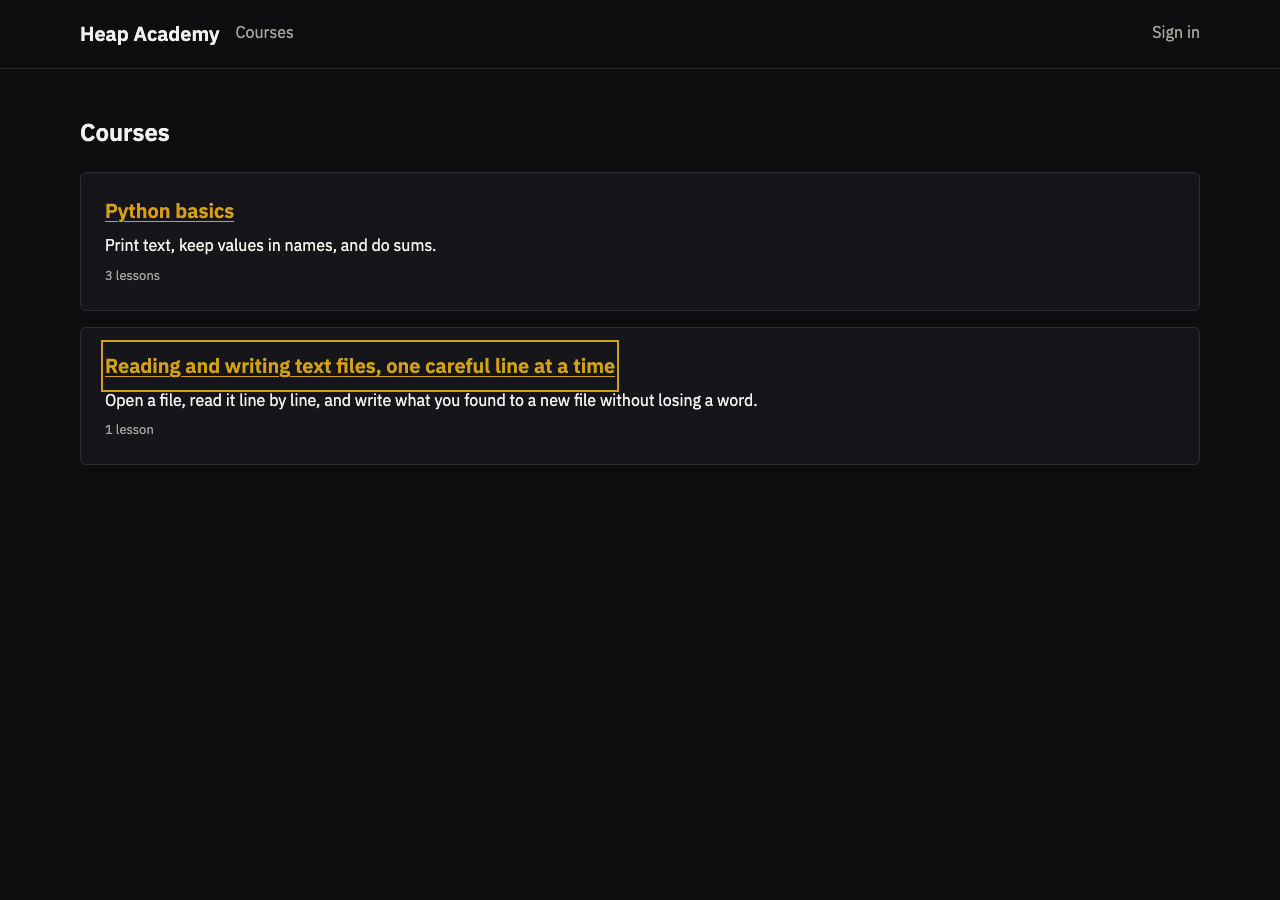 Heap Academy Courses Sign in
Courses
Python basics
Print text, keep values in names, and do sums.
3 lessons
Reading and writing text files, one careful line at a time
Open a file, read it line by line, and write what you found to a new file without losing a word.
1 lesson